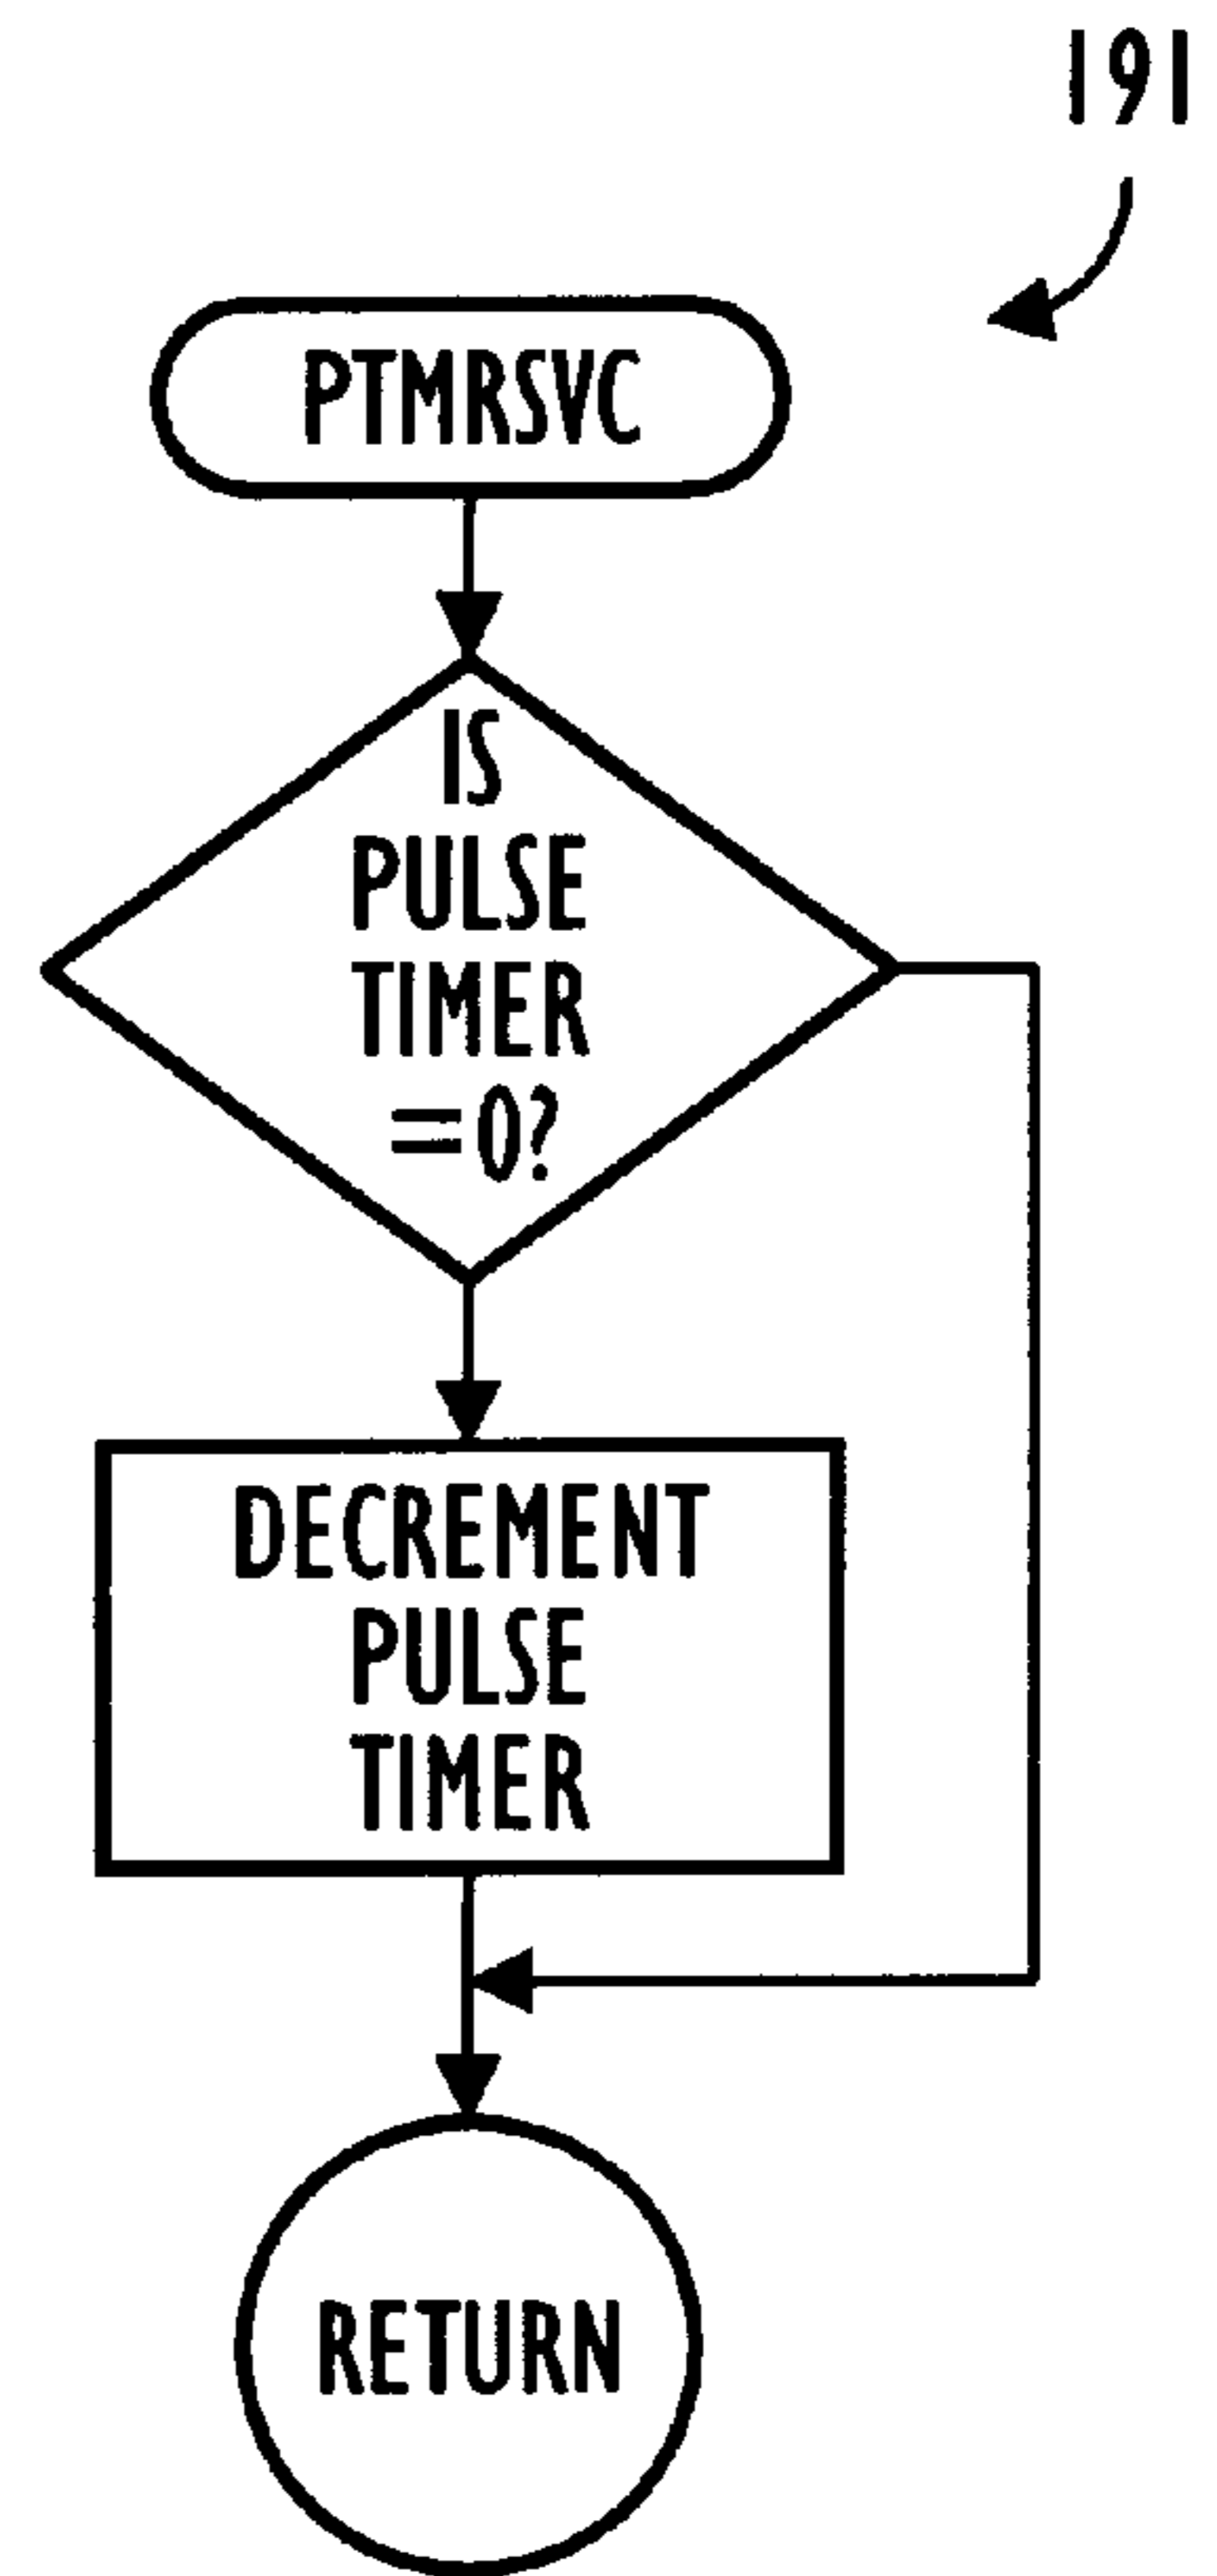 191
PTMRSVC
IS
PULSE
TIMER
=0?
DECREMENT
PULSE
TIMER
RETURN